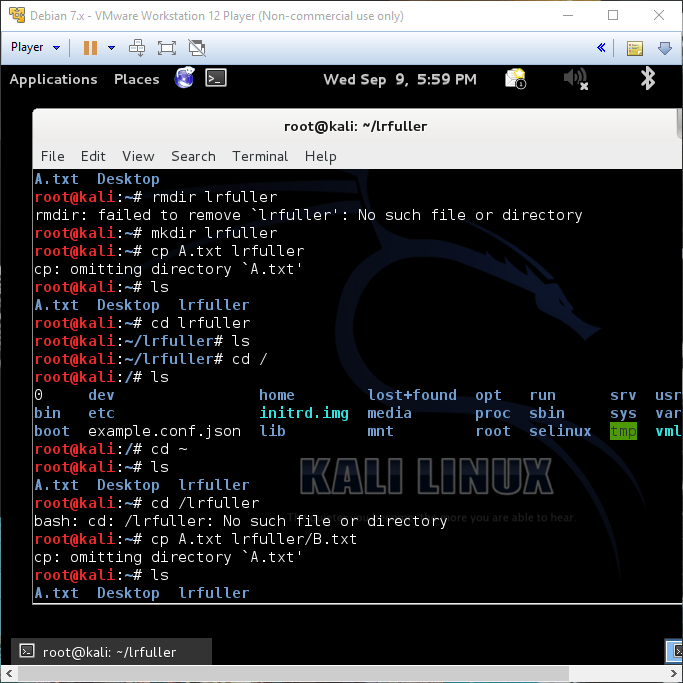 Debian 7.x - VMware Workstation 12 Player (Non-commercial use only)
Player
Applications Places Wed Sep 9, 5:59 PM 1
root@kali: ~/lrfuller
File Edit View Search Terminal Help
A.txt Desktop
root@kali:~# rmdir lrfuller
rmdir: failed to remove `lrfuller': No such file or directory
root@kali:~# mkdir lrfuller
root@kali:~# cp A.txt lrfuller
cp: omitting directory `A.txt'
root@kali:~# ls
A.txt Desktop lrfuller
root@kali:~# cd lrfuller
root@kali:~/lrfuller# ls
root@kali:~/lrfuller# cd /
root@kali:/# ls
0 dev home lost+found opt run srv usr
bin etc initrd.img media proc sbin sys var
boot example.conf.json lib mnt root selinux tmp vml
root@kali:/# cd ~
root@kali:~# ls
A.txt Desktop lrfuller
root@kali:~# cd /lrfuller
bash: cd: /lrfuller: No such file or directory
root@kali:~# cp A.txt lrfuller/B.txt
cp: omitting directory `A.txt'
root@kali:~# ls
A.txt Desktop lrfuller
KALI LINUX
the more you are able to hear.
root@kali: ~/lrfuller